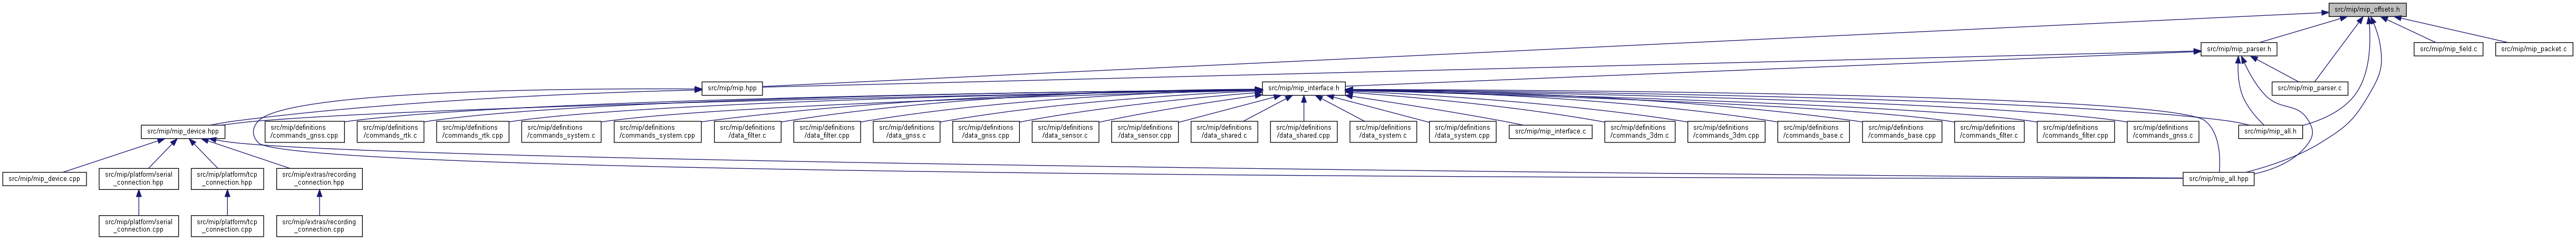 src/mip/mip_offsets.h
src/mip/mip_parser.h
src/mip/mip_field.c
src/mip/mip_packet.c
src/mip/mip.hpp
src/mip/mip_interface.h
src/mip/mip_parser.c
src/mip/mip_device.hpp
src/mip/definitions
/commands_gnss.cpp
src/mip/definitions
/commands_rtk.c
src/mip/definitions
/commands_rtk.cpp
src/mip/definitions
/commands_system.c
src/mip/definitions
/commands_system.cpp
src/mip/definitions
/data_filter.c
src/mip/definitions
/data_filter.cpp
src/mip/definitions
/data_gnss.c
src/mip/definitions
/data_gnss.cpp
src/mip/definitions
/data_sensor.c
src/mip/definitions
/data_sensor.cpp
src/mip/definitions
/data_shared.c
src/mip/definitions
/data_shared.cpp
src/mip/definitions
/data_system.c
src/mip/definitions
/data_system.cpp
src/mip/mip_interface.c
src/mip/definitions
/commands_3dm.c
src/mip/definitions
/commands_3dm.cpp
src/mip/definitions
/commands_base.c
src/mip/definitions
/commands_base.cpp
src/mip/definitions
/commands_filter.c
src/mip/definitions
/commands_filter.cpp
src/mip/definitions
/commands_gnss.c
src/mip/mip_all.h
src/mip/mip_device.cpp
src/mip/platform/serial
_connection.hpp
src/mip/platform/tcp
_connection.hpp
src/mip/extras/recording
_connection.hpp
src/mip/mip_all.hpp
src/mip/platform/serial
_connection.cpp
src/mip/platform/tcp
_connection.cpp
src/mip/extras/recording
_connection.cpp